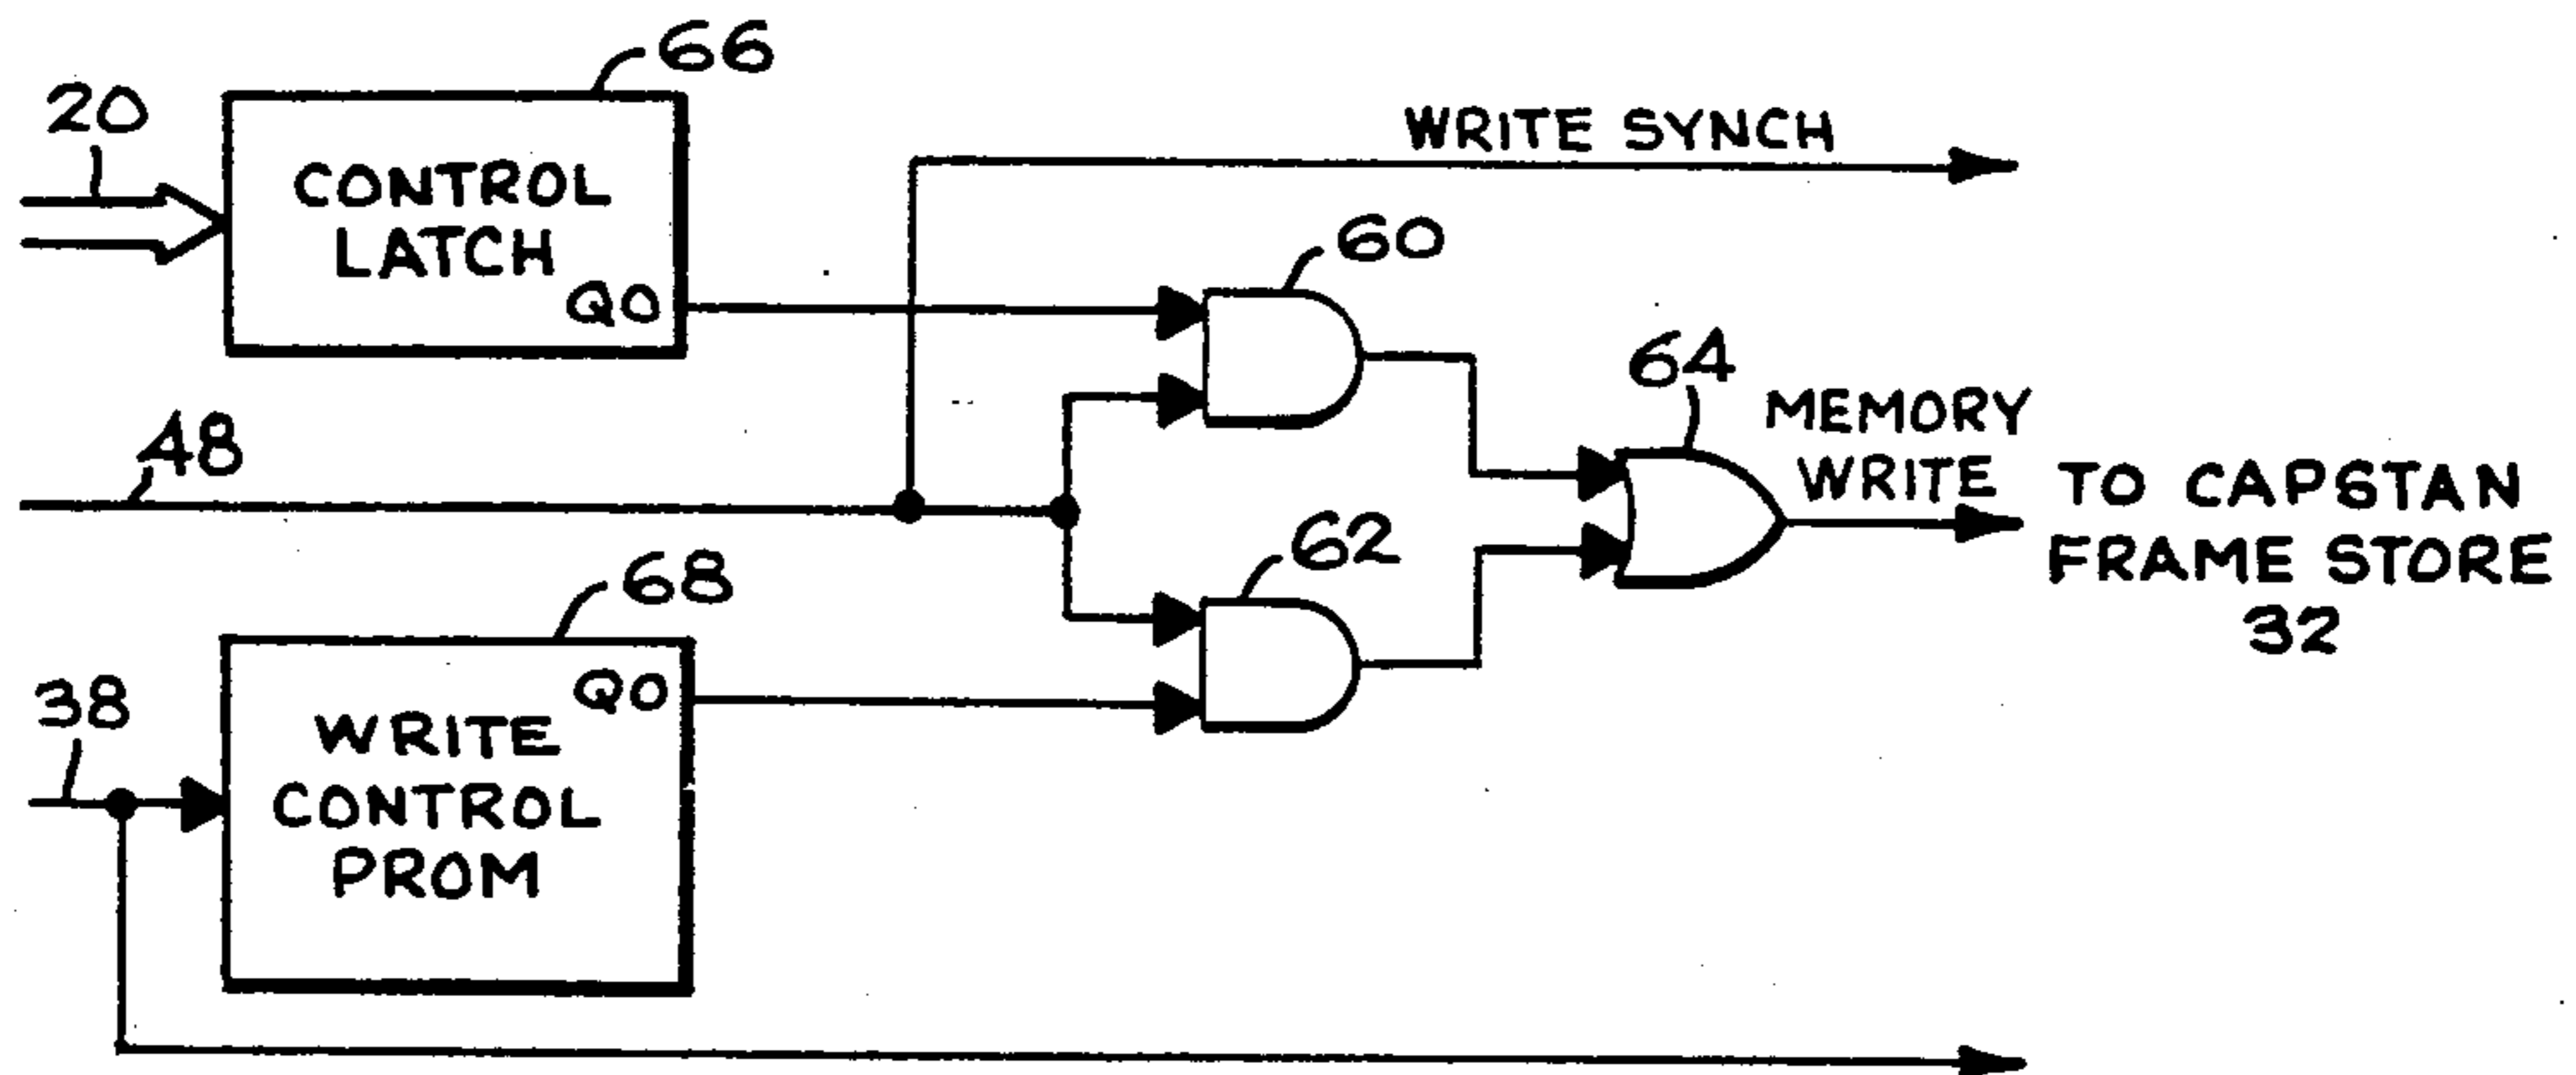 66
20
CONTROL
LATCH
Q0
WRITE SYNCH
60
48
64
MEMORY
WRITE
TO CAPSTAN
FRAME STORE
32
62
68
Q0
38
WRITE
CONTROL
PROM